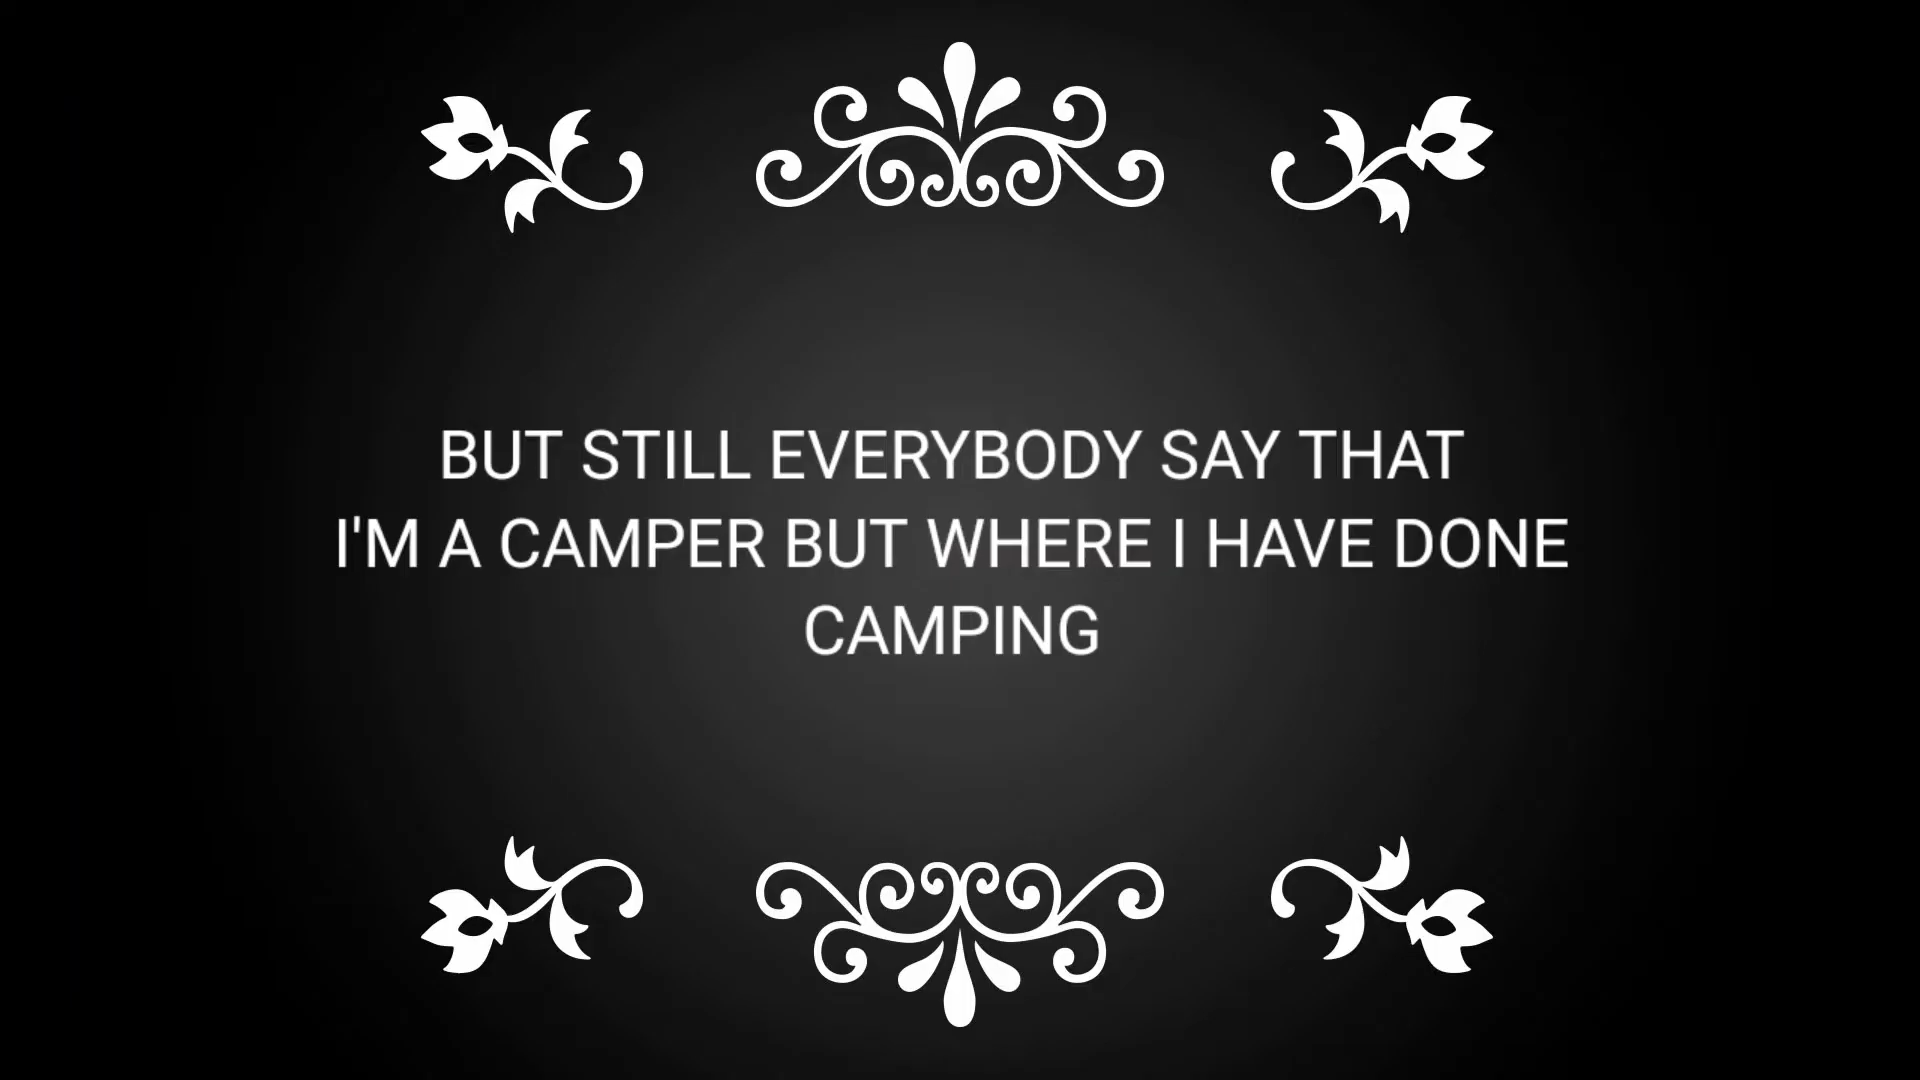 BUT STILL EVERYBODY SAY THAT
I'M A CAMPER BUT WHERE I HAVE DONE
CAMPING